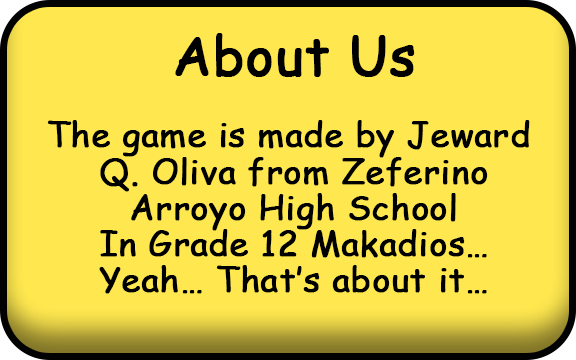 About Us
The game is made by Jeward
Q. Oliva from Zeferino
Arroyo High School
In Grade 12 Makadios...
Yeah... That's about it...